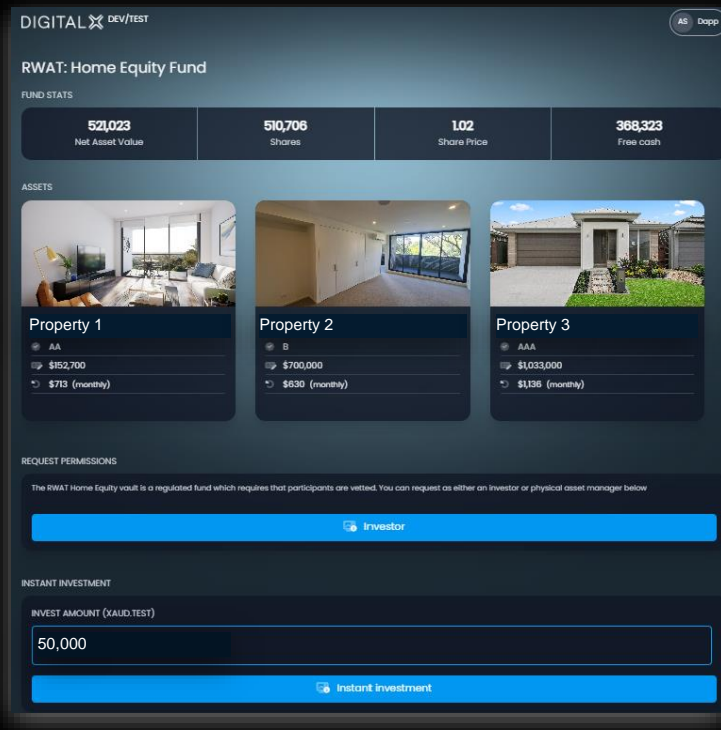 DIGITALX DEV/TEST
AS Dapp
RWAT: Home Equity Fund
FUND STATS
521,023 510,706 1.02 368,323
Net Asset Value Shares Share Price Free cash
ASSETS
Property 1 Property 2 Property 3
AA B AAA
$152,700 $700,000 $1,033,000
$713 (monthly) $630 (monthly) $1,136 (monthly)
REQUEST PERMISSIONS
The RWAT Home Equity vault is a regulated fund which requires that participants are vetted. You can request as either an investor or physical asset manager below
Investor
INSTANT INVESTMENT
INVEST AMOUNT (XAUD.TEST)
50,000
Instant investment